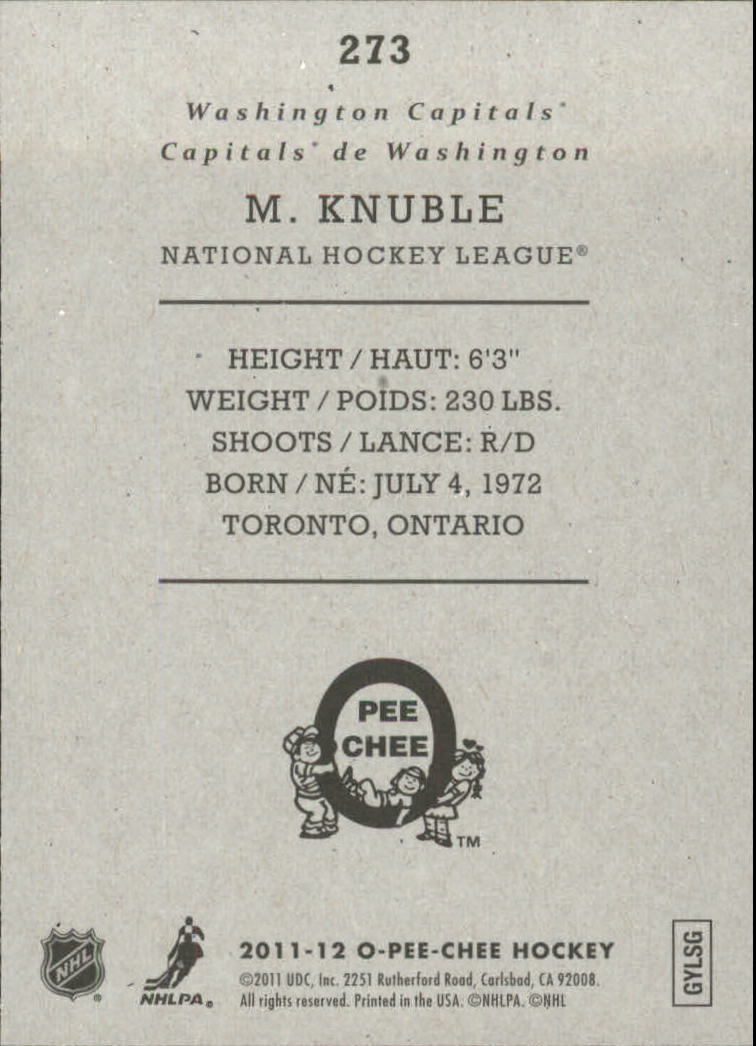 273
Washington Capitals*
Capitals* de Washington
M. KNUBLE
NATIONAL HOCKEY LEAGUE®
HEIGHT / HAUT: 6'3"
WEIGHT / POIDS: 230 LBS.
SHOOTS / LANCE: R/D
BORN / NÉ: JULY 4, 1972
TORONTO, ONTARIO
O
PEE
CHEE
TM
NHL ®
NHLPA®
2011-12 O-PEE-CHEE HOCKEY
©2011 UDC, Inc. 2251 Rutherford Road, Carlsbad, CA 92008.
All rights reserved. Printed in the USA. ©NHLPA. ©NHL
GYLSG